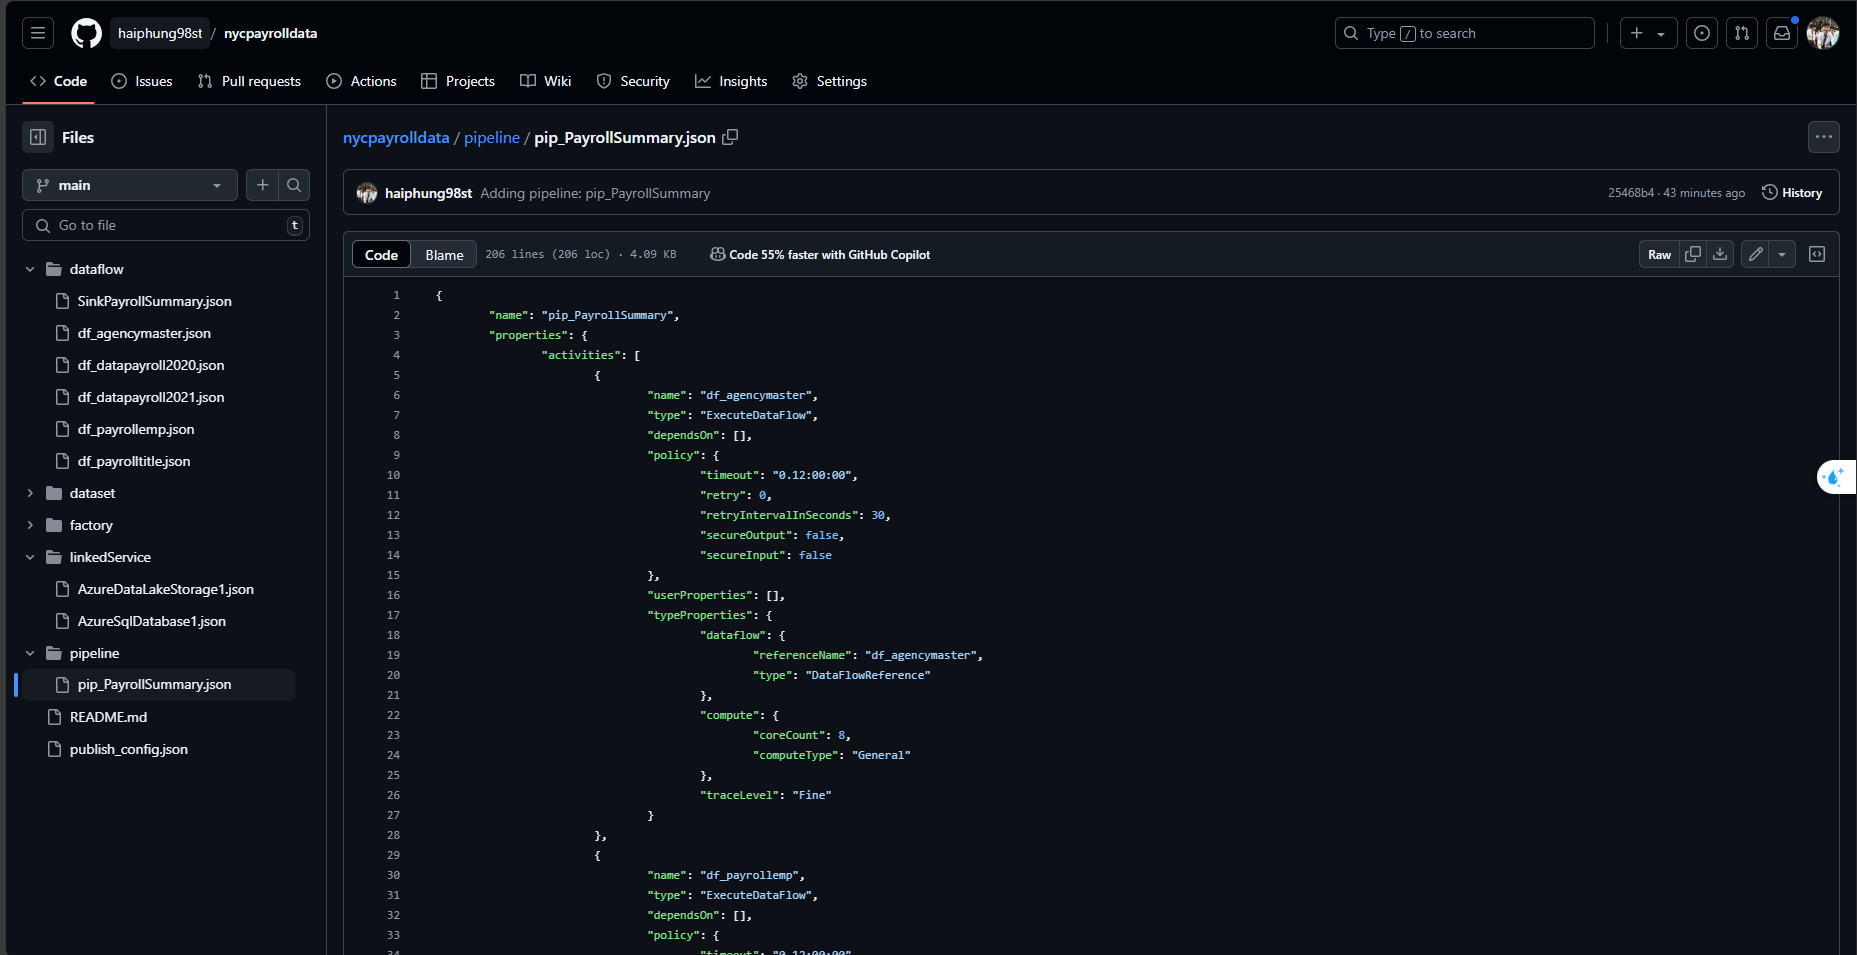 haiphung98st / nycpayrolldata
Type / to search
Code Issues Pull requests Actions Projects Wiki Security Insights Settings
Files
main
Go to file
t
dataflow
SinkPayrollSummary.json
df_agencymaster.json
df_datapayroll2020.json
df_datapayroll2021.json
df_payrollemp.json
df_payrolltitle.json
dataset
factory
linkedService
AzureDataLakeStorage1.json
AzureSqlDatabase1.json
pipeline
pip_PayrollSummary.json
README.md
publish_config.json
nycpayrolldata / pipeline / pip_PayrollSummary.json
haiphung98st Adding pipeline: pip_PayrollSummary
25468b4 · 43 minutes ago History
Code Blame 206 lines (206 loc) · 4.09 KB Code 55% faster with GitHub Copilot
Raw
1 {
2 "name": "pip_PayrollSummary",
3 "properties": {
4 "activities": [
5 {
6 "name": "df_agencymaster",
7 "type": "ExecuteDataFlow",
8 "dependsOn": [],
9 "policy": {
10 "timeout": "0.12:00:00",
11 "retry": 0,
12 "retryIntervalInSeconds": 30,
13 "secureOutput": false,
14 "secureInput": false
15 },
16 "userProperties": [],
17 "typeProperties": {
18 "dataflow": {
19 "referenceName": "df_agencymaster",
20 "type": "DataFlowReference"
21 },
22 "compute": {
23 "coreCount": 8,
24 "computeType": "General"
25 },
26 "traceLevel": "Fine"
27 }
28 },
29 {
30 "name": "df_payrollemp",
31 "type": "ExecuteDataFlow",
32 "dependsOn": [],
33 "policy": {
34 "timeout": "0.12:00:00"